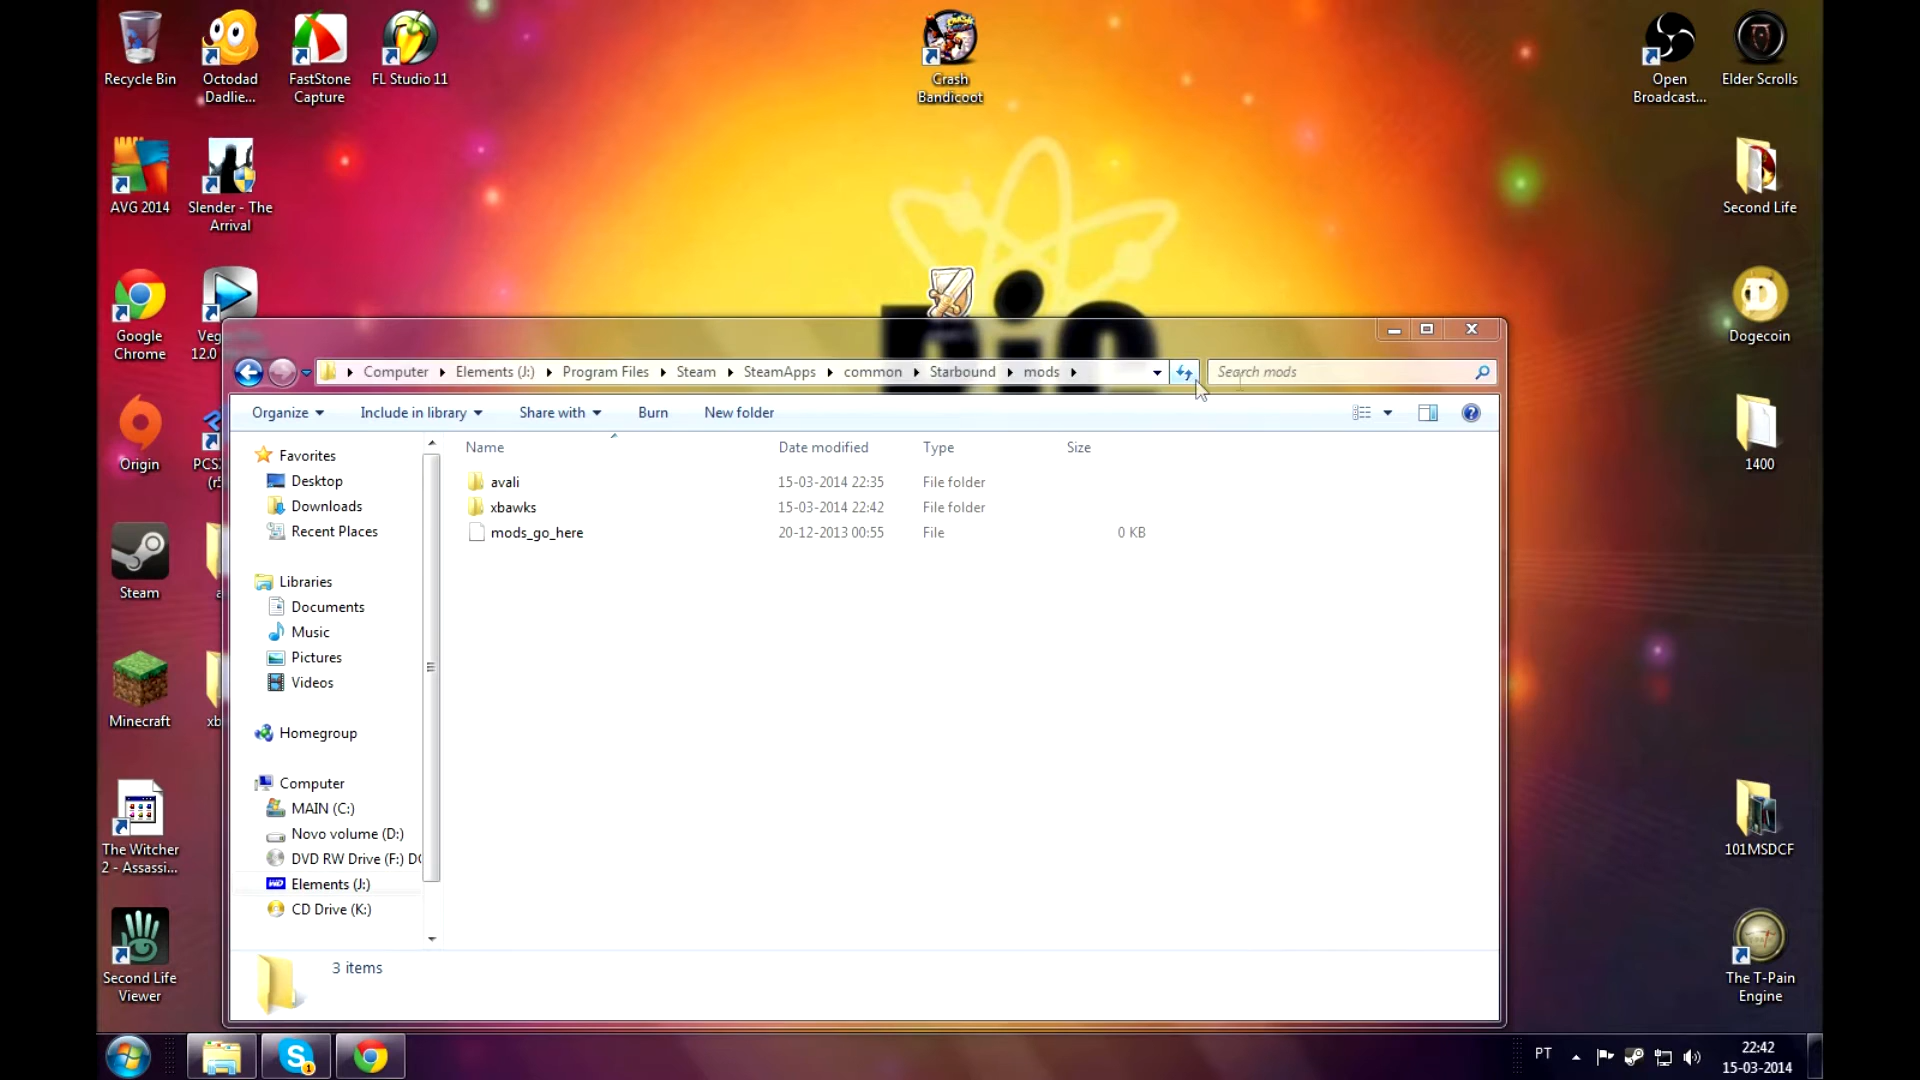 Recycle Bin
Octodad
Dadlie...
FastStone
Capture
FL Studio 11
Crash
Bandicoot
Open
Broadcast...
Elder Scrolls
AVG 2014
Slender - The
Arrival
Second Life
Google
Chrome
Veg
12.0
Dogecoin
Computer
Elements (J:)
Program Files
Steam
SteamApps
common
Starbound
mods
Search mods
Organize
Include in library
Share with
Burn
New folder
Origin
PCS
(r5
1400
Name
Date modified
Type
Size
avali
15-03-2014 22:35
File folder
xbawks
15-03-2014 22:42
File folder
mods_go_here
20-12-2013 00:55
File
0 KB
Favorites
Desktop
Downloads
Recent Places
Libraries
Documents
Music
Pictures
Videos
Homegroup
Computer
MAIN (C:)
Novo volume (D:)
DVD RW Drive (F:)
Elements (J:)
WD
CD Drive (K:)
Steam
Minecraft
xb
The Witcher
2 - Assassi...
101MSDCF
Second Life
Viewer
The T-Pain
Engine
3 items
PT
22:42
15-03-2014